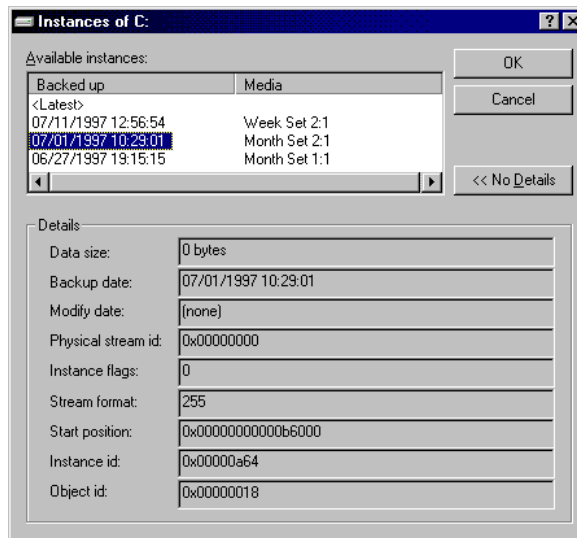 Instances of C:
Available instances:
OK
Backed up Media
<Latest>
07/11/1997 12:56:54 Week Set 2:1
Cancel
07/01/1997 10:29:01 Month Set 2:1
06/27/1997 19:15:15 Month Set 1:1
<< No Details
Details
Data size: 0 bytes
Backup date: 07/01/1997 10:29:01
Modify date: (none)
Physical stream id: 0x00000000
Instance flags: 0
Stream format: 255
Start position: 0x00000000000b6000
Instance id: 0x00000a64
Object id: 0x00000018